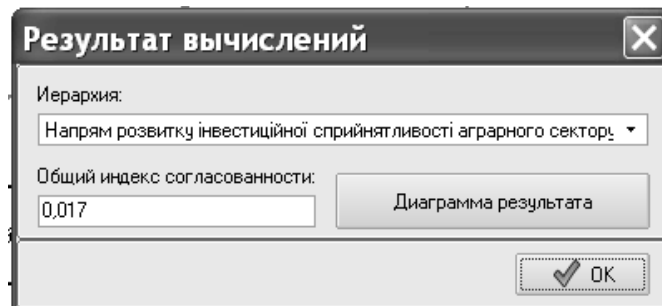 Результат вычислений
Иерархия:
Напрям розвитку інвестиційної сприйнятливості аграрного сектору
Общий индекс согласованности:
0,017
Диаграмма результата
OK